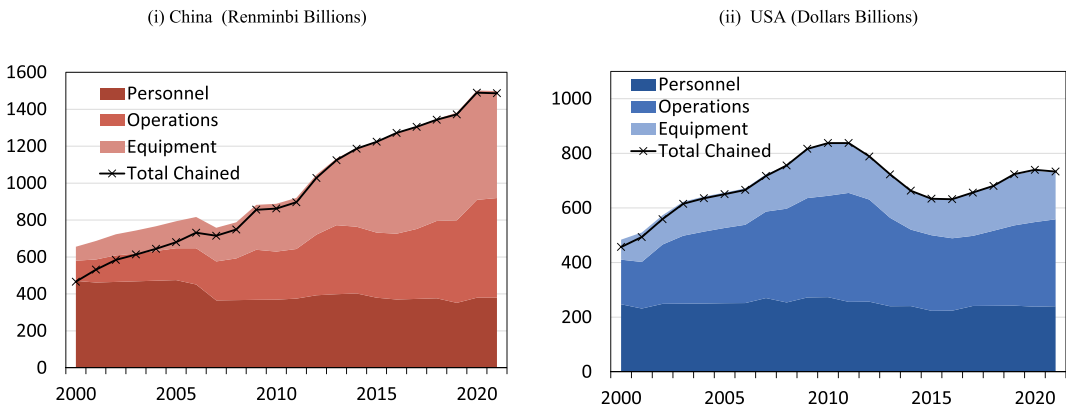 (i) China (Renminbi Billions)
1600
1400
1200
1000
800
600
400
200
0
Personnel
Operations
Equipment
Total Chained
2000
2005
2010
2015
2020
(ii) USA (Dollars Billions)
1000
800
600
400
200
0
Personnel
Operations
Equipment
Total Chained
2000
2005
2010
2015
2020